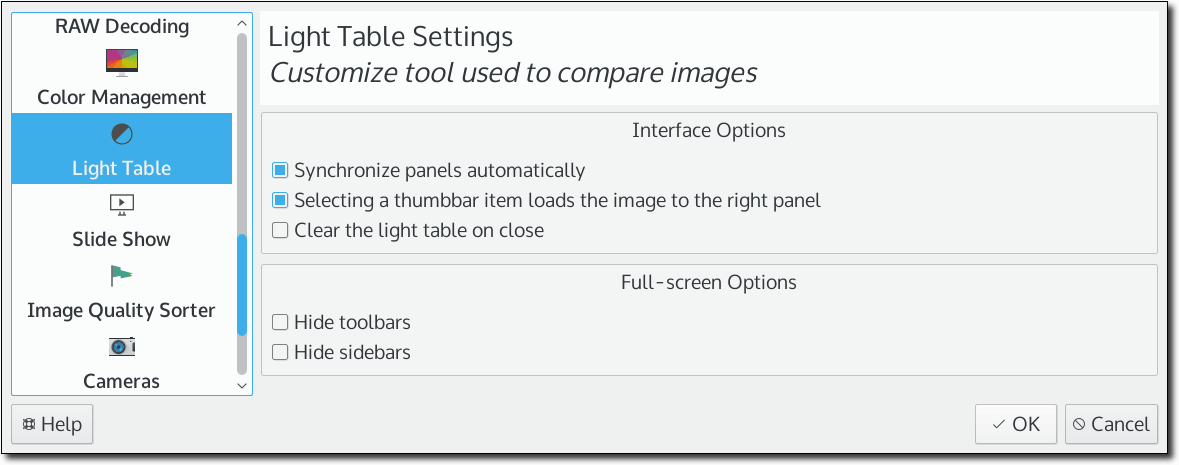 RAW Decoding
Color Management
Light Table
Slide Show
Image Quality Sorter
Cameras
Light Table Settings
Customize tool used to compare images
Interface Options
Synchronize panels automatically
Selecting a thumbbar item loads the image to the right panel
Clear the light table on close
Full-screen Options
Hide toolbars
Hide sidebars
Help
OK
Cancel